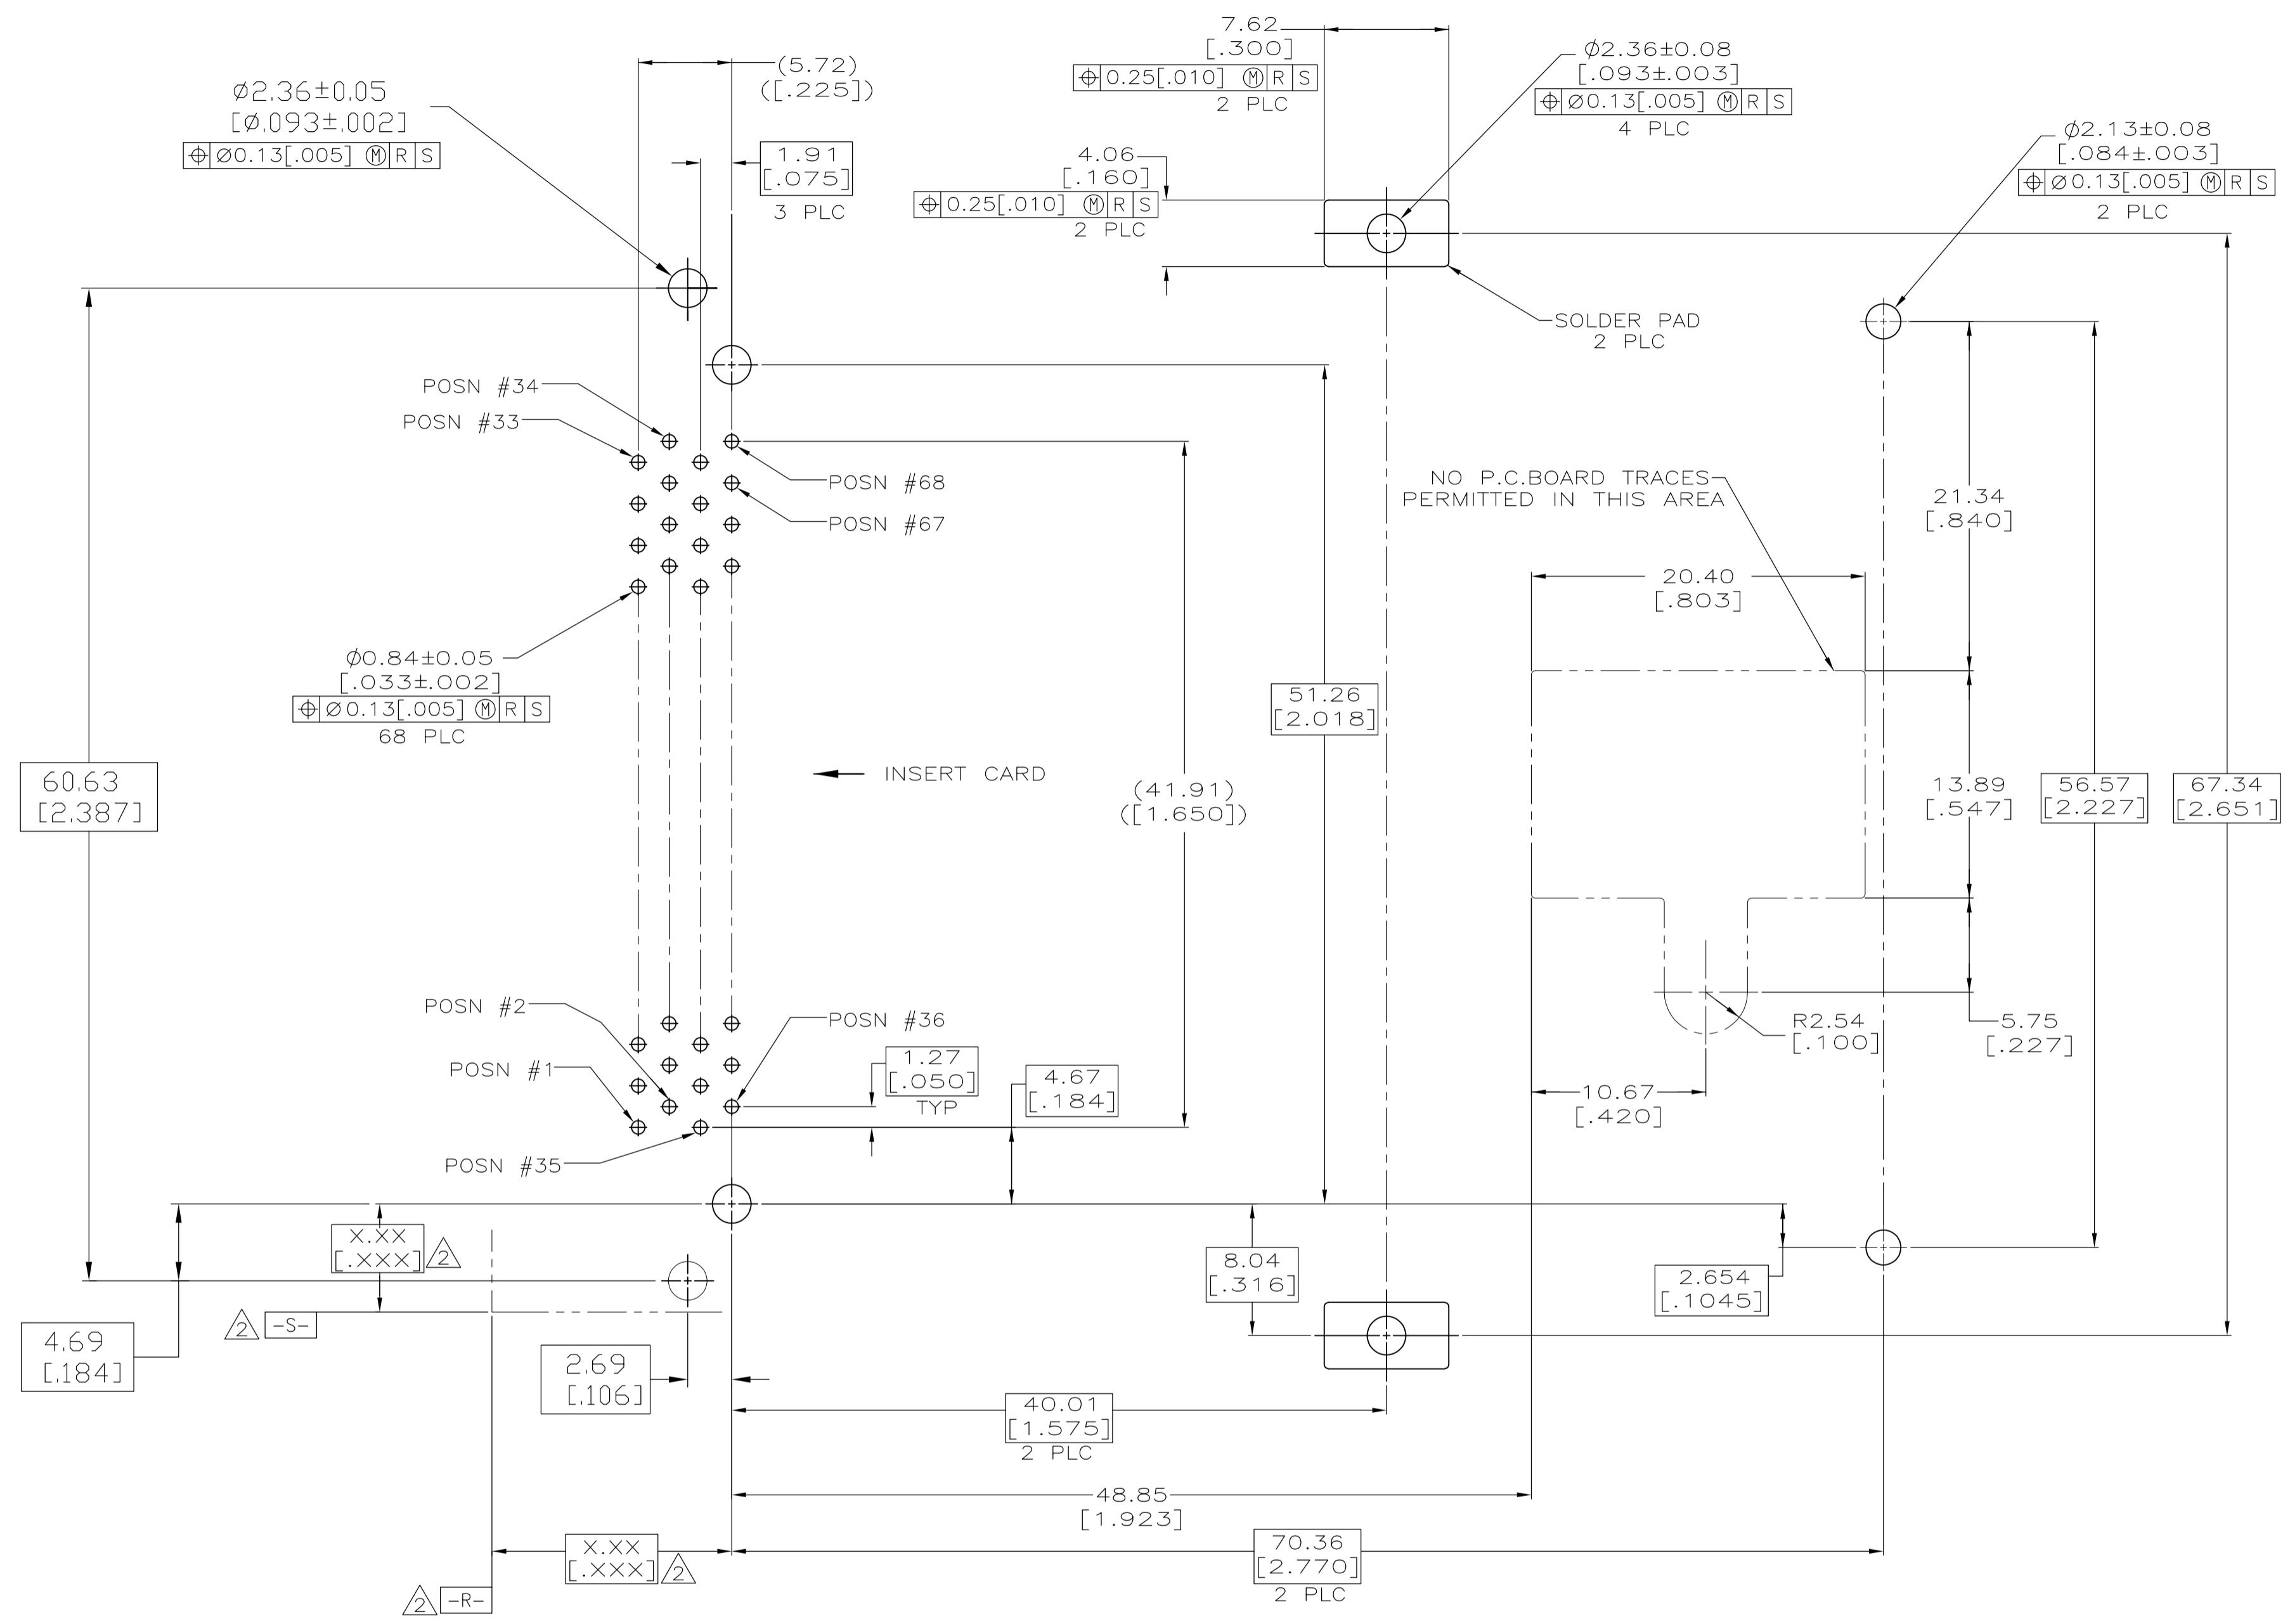 7.62
[.300]
⌖ 0.25[.010] Ⓜ R S
2 PLC
(5.72)
([.225])
⌀2.36±0.08
[.093±.003]
⌖ ⌀0.13[.005] Ⓜ R S
4 PLC
⌀2.36±0.05
[⌀.093±.002]
⌖ ⌀0.13[.005] Ⓜ R S
1.91
[.075]
3 PLC
4.06
[.160]
⌖ 0.25[.010] Ⓜ R S
2 PLC
⌀2.13±0.08
[.084±.003]
⌖ ⌀0.13[.005] Ⓜ R S
2 PLC
SOLDER PAD
2 PLC
POSN #34
POSN #33
POSN #68
POSN #67
NO P.C.BOARD TRACES
PERMITTED IN THIS AREA
21.34
[.840]
20.40
[.803]
⌀0.84±0.05
[.033±.002]
⌖ ⌀0.13[.005] Ⓜ R S
68 PLC
51.26
[2.018]
60.63
[2.387]
INSERT CARD
(41.91)
([1.650])
13.89
[.547]
56.57
[2.227]
67.34
[2.651]
POSN #2
POSN #36
POSN #1
1.27
[.050]
TYP
4.67
[.184]
R2.54
[.100]
5.75
[.227]
10.67
[.420]
POSN #35
X.XX
[.XXX]
2
8.04
[.316]
2.654
[.1045]
2
-S-
4.69
[.184]
2.69
[.106]
40.01
[1.575]
2 PLC
48.85
[1.923]
X.XX
[.XXX]
2
70.36
[2.770]
2 PLC
2
-R-